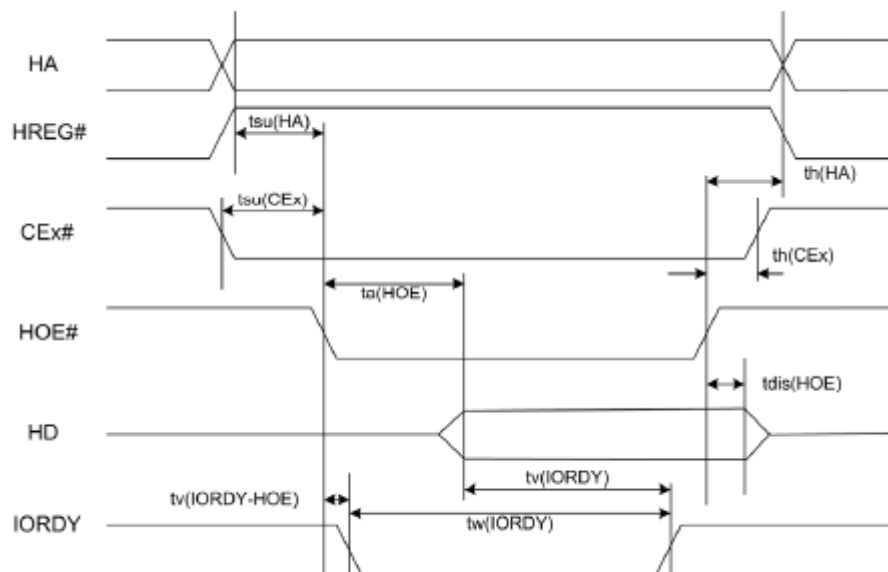 HA
HREG#
tsu(HA)
th(HA)
tsu(CEx)
CEx#
th(CEx)
ta(HOE)
HOE#
tdis(HOE)
HD
tv(IORDY)
tv(IORDY-HOE)
IORDY
tw(IORDY)